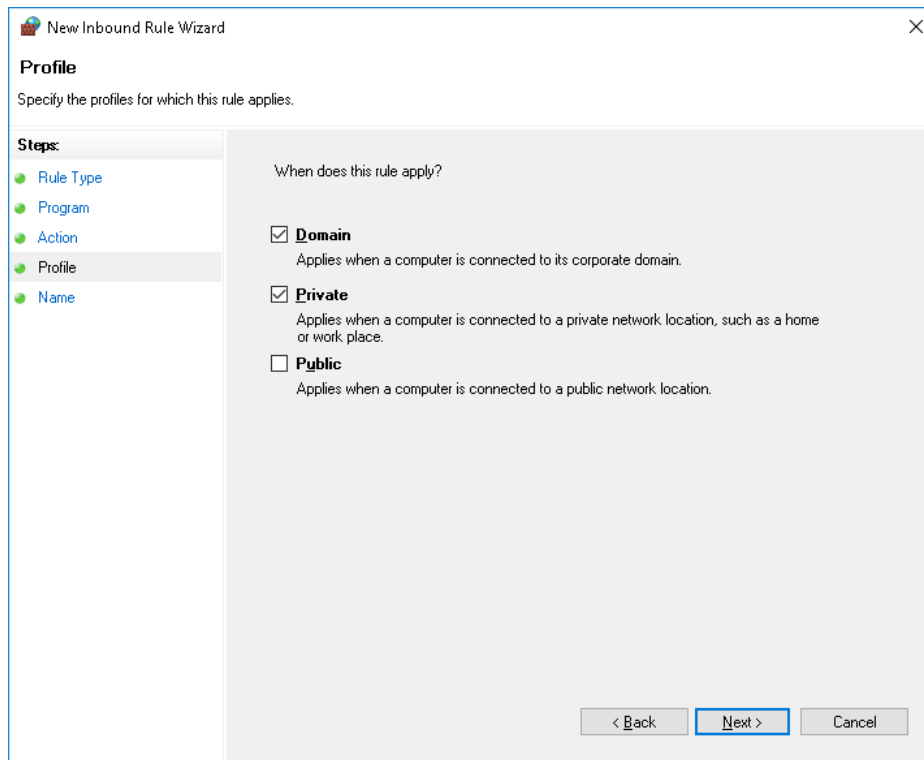 New Inbound Rule Wizard
Profile
Specify the profiles for which this rule applies.
Steps:
Rule Type
Program
Action
Profile
Name
When does this rule apply?
Domain
Applies when a computer is connected to its corporate domain.
Private
Applies when a computer is connected to a private network location, such as a home
or work place.
Public
Applies when a computer is connected to a public network location.
< Back
Next >
Cancel